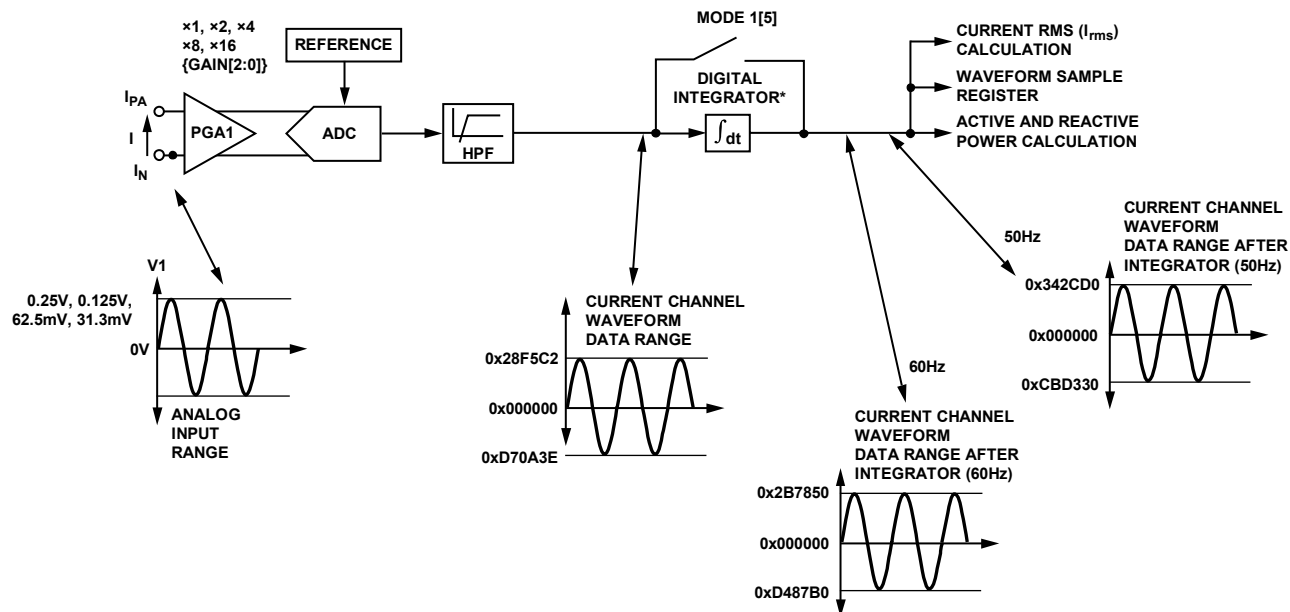 ×1, ×2, ×4
×8, ×16
{GAIN[2:0]}
REFERENCE
MODE 1[5]
DIGITAL
INTEGRATOR*
CURRENT RMS (Irms)
CALCULATION
WAVEFORM SAMPLE
REGISTER
ACTIVE AND REACTIVE
POWER CALCULATION
IPA
I
IN
PGA1
ADC
HPF
∫dt
50Hz
60Hz
V1
0.25V, 0.125V,
62.5mV, 31.3mV
0V
ANALOG
INPUT
RANGE
CURRENT CHANNEL
WAVEFORM
DATA RANGE
0x28F5C2
0x000000
0xD70A3E
CURRENT CHANNEL
WAVEFORM
DATA RANGE AFTER
INTEGRATOR (60Hz)
0x2B7850
0x000000
0xD487B0
CURRENT CHANNEL
WAVEFORM
DATA RANGE AFTER
INTEGRATOR (50Hz)
0x342CD0
0x000000
0xCBD330